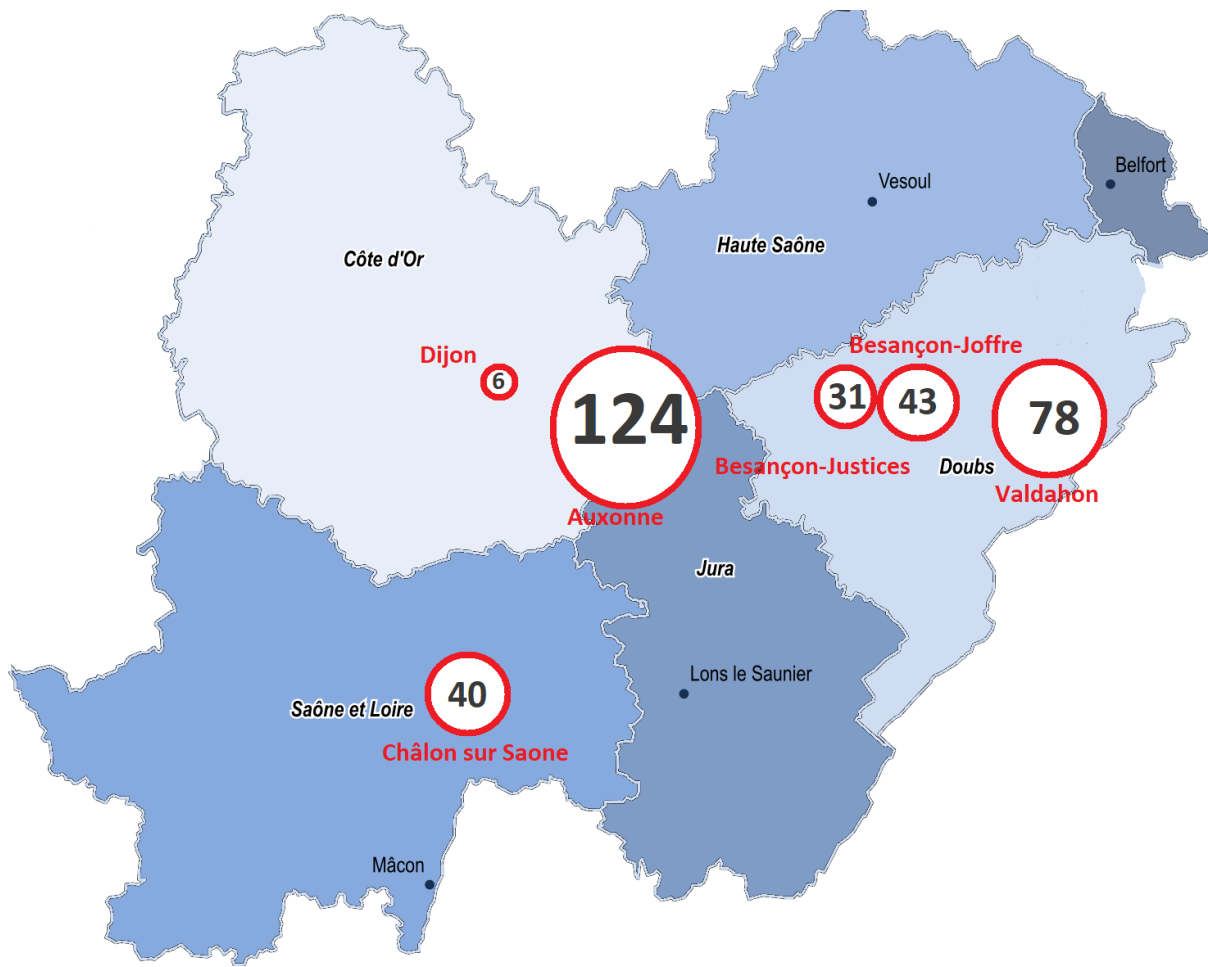 Belfort
Vesoul
Haute Saône
Côte d'Or
Besançon-Joffre
Dijon
6
124
31
43
78
Besançon-Justices
Doubs
Valdahon
Auxonne
Jura
Lons le Saunier
40
Saône et Loire
Châlon sur Saone
Mâcon